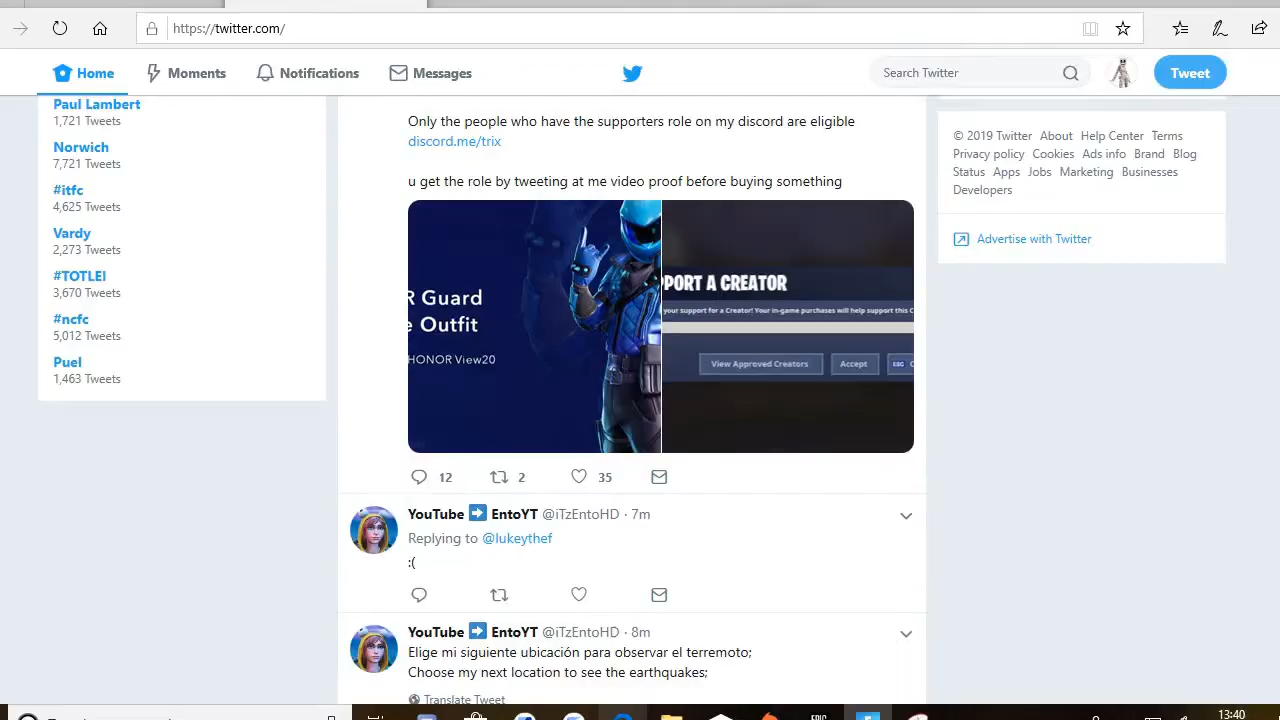 https://twitter.com/
Home
Moments
Notifications
Messages
Search Twitter
Tweet
Paul Lambert
1,721 Tweets
Norwich
7,721 Tweets
#itfc
4,625 Tweets
Vardy
2,273 Tweets
#TOTLEI
3,670 Tweets
#ncfc
5,012 Tweets
Puel
1,463 Tweets
Only the people who have the supporters role on my discord are eligible
discord.me/trix
u get the role by tweeting at me video proof before buying something
R Guard
e Outfit
HONOR View20
PPORT A CREATOR
your support for a Creator! Your in-game purchases will help support this C
View Approved Creators
Accept
ESC
12
2
35
YouTube ➡ EntoYT @iTzEntoHD · 7m
Replying to @lukeythef
:(
YouTube ➡ EntoYT @iTzEntoHD · 8m
Elige mi siguiente ubicación para observar el terremoto;
Choose my next location to see the earthquakes;
Translate Tweet
© 2019 Twitter About Help Center Terms
Privacy policy Cookies Ads info Brand Blog
Status Apps Jobs Marketing Businesses
Developers
Advertise with Twitter
13:40